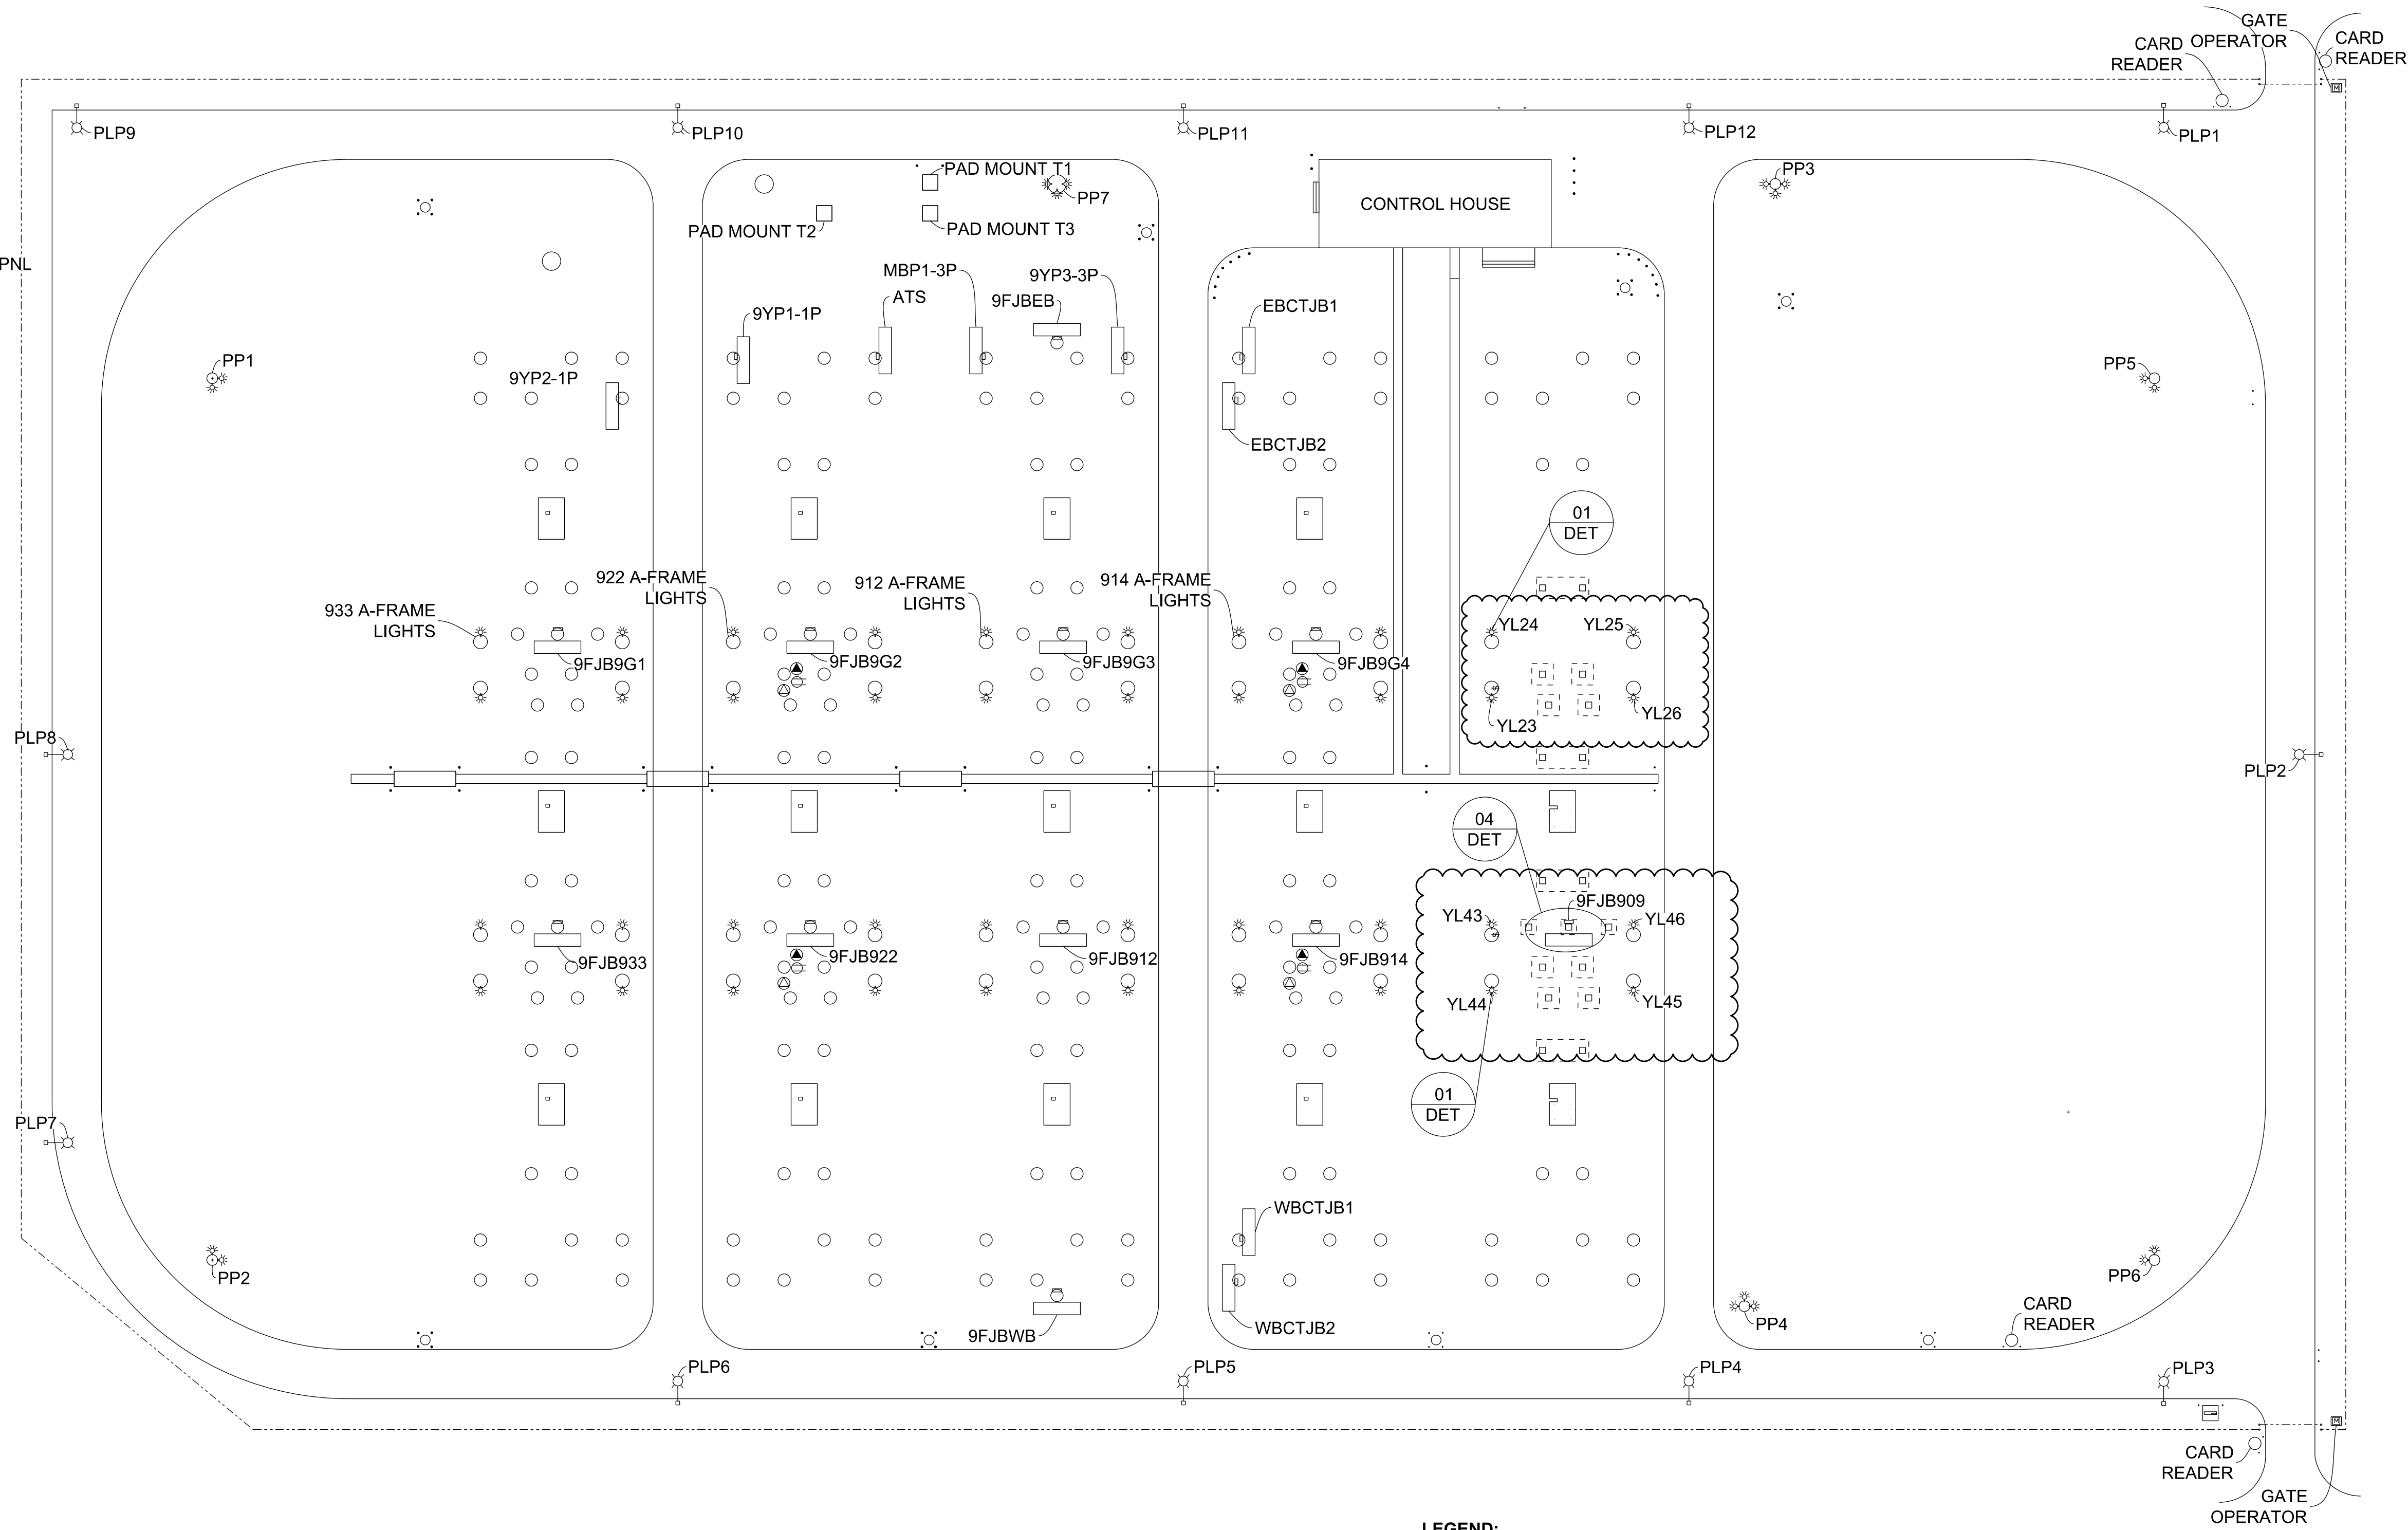 GATE
OPERATOR
CARD
READER
CARD
READER
M
PLP9
PLP10
PLP11
PLP12
PLP1
PAD MOUNT T1
PP7
PAD MOUNT T2
PAD MOUNT T3
CONTROL HOUSE
PP3
PNL
MBP1-3P
9YP3-3P
ATS
9FJBEB
9YP1-1P
EBCTJB1
PP1
9YP2-1P
PP5
EBCTJB2
01
DET
933 A-FRAME
LIGHTS
922 A-FRAME
LIGHTS
912 A-FRAME
LIGHTS
914 A-FRAME
LIGHTS
YL24
YL25
9FJB9G1
9FJB9G2
9FJB9G3
9FJB9G4
S
YL23
YL26
PLP8
PLP2
04
DET
9FJB909
YL43
YL46
S
9FJB933
9FJB922
9FJB912
9FJB914
YL44
YL45
01
DET
PLP7
WBCTJB1
PP2
WBCTJB2
9FJBWB
PP6
PP4
CARD
READER
PLP6
PLP5
PLP4
PLP3
M
CARD
READER
GATE
OPERATOR
LEGEND: